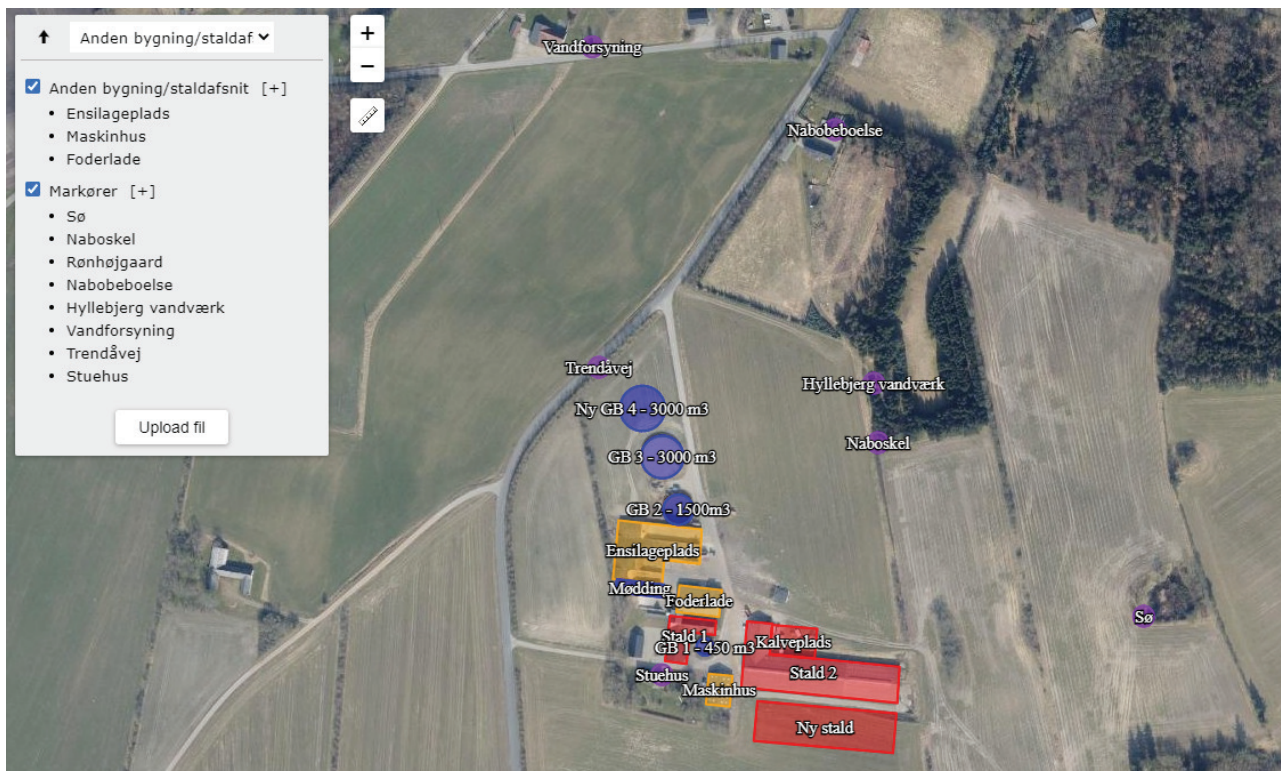 Anden bygning/staldaf
Anden bygning/staldafsnit [+]
Ensilageplads
Maskinhus
Foderlade
Markører [+]
Sø
Naboskel
Rønhøjgaard
Nabobeboelse
Hyllebjerg vandværk
Vandforsyning
Trendåvej
Stuehus
Upload fil
+
−
Vandforsyning
Nabobeboelse
Trendåvej
Hyllebjerg vandværk
Ny GB 4 - 3000 m3
Naboskel
GB 3 - 3000 m3
GB 2 - 1500m3
Ensilageplads
Mødding
Foderlade
Sø
Stald 1
Kalveplads
GB 1 - 450 m3
Stuehus
Stald 2
Maskinhus
Ny stald